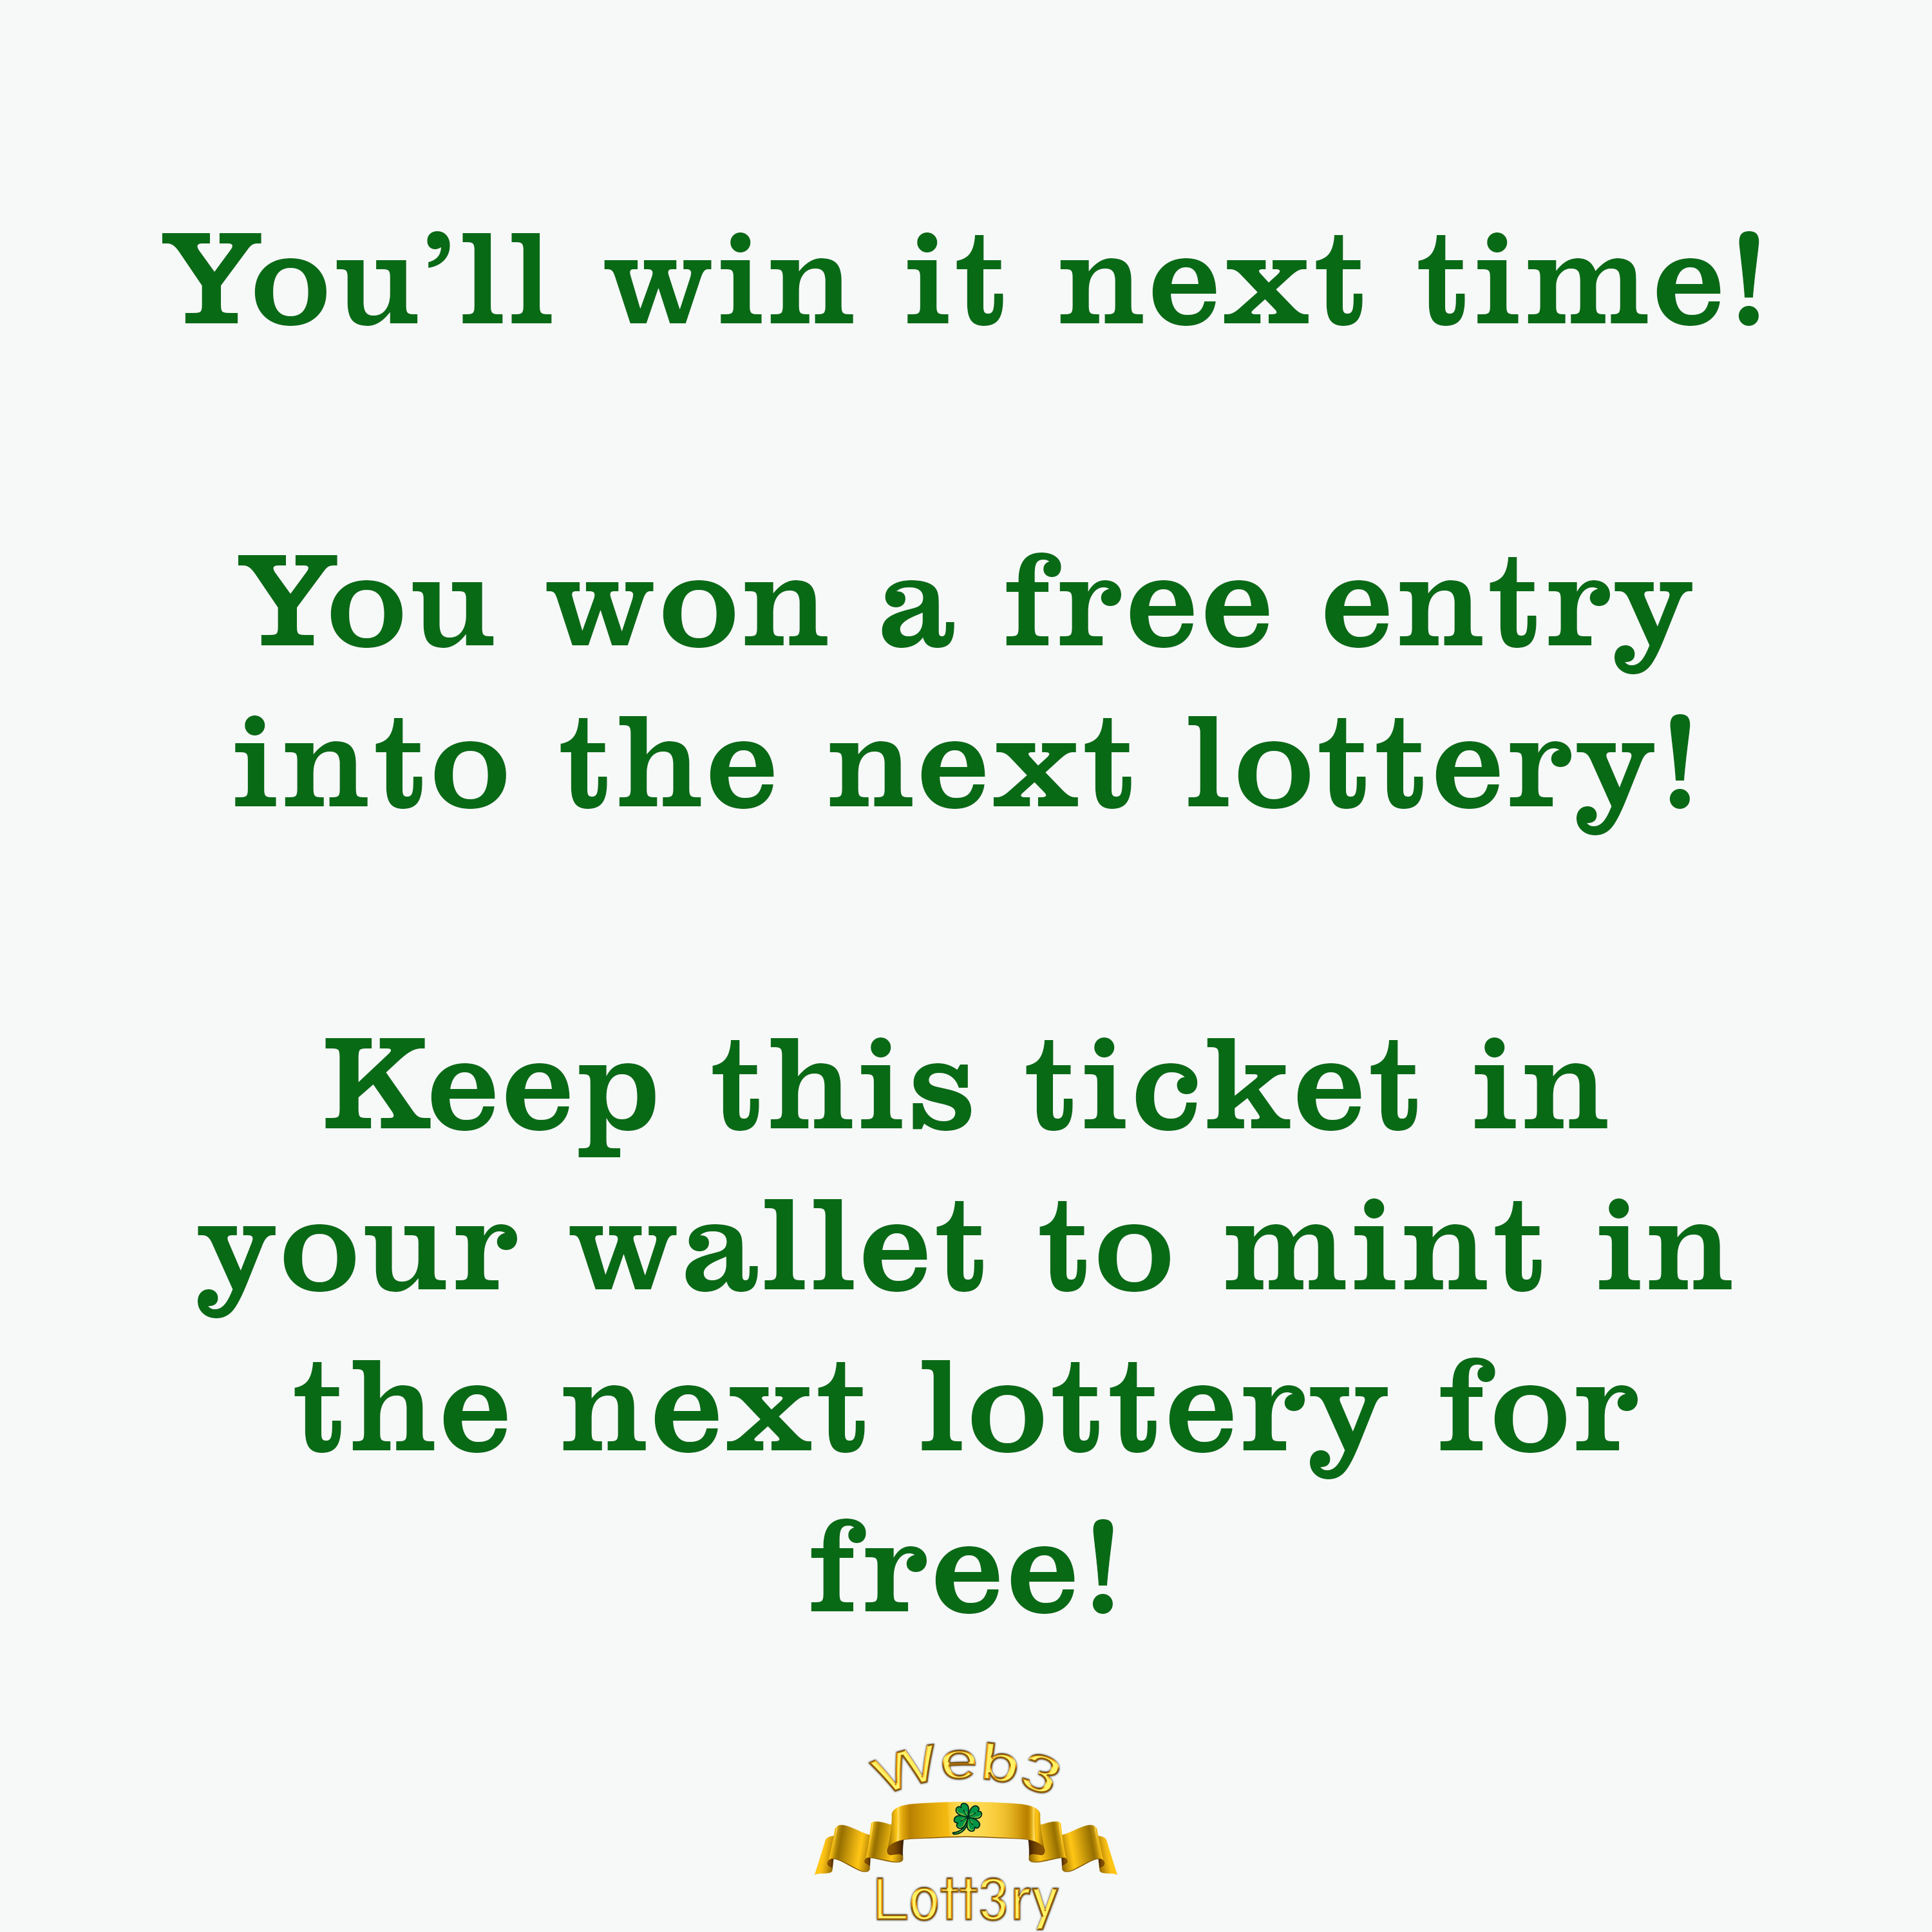 You’ll win it next time!
You won a free entry
into the next lottery!
Keep this ticket in
your wallet to mint in
the next lottery for
free!
Web3
Lott3ry